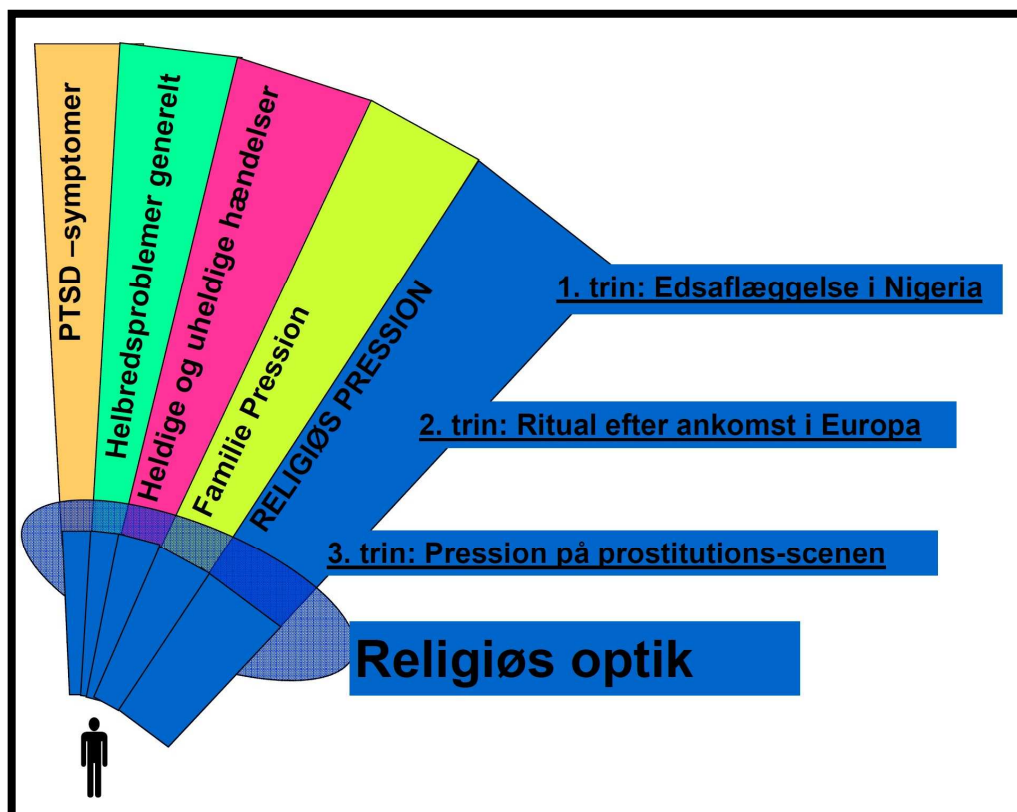 PTSD –symptomer
Helbredsproblemer generelt
Heldige og uheldige hændelser
Familie Pression
RELIGIØS PRESSION
1. trin: Edsaflæggelse i Nigeria
2. trin: Ritual efter ankomst i Europa
3. trin: Pression på prostitutions-scenen
Religiøs optik